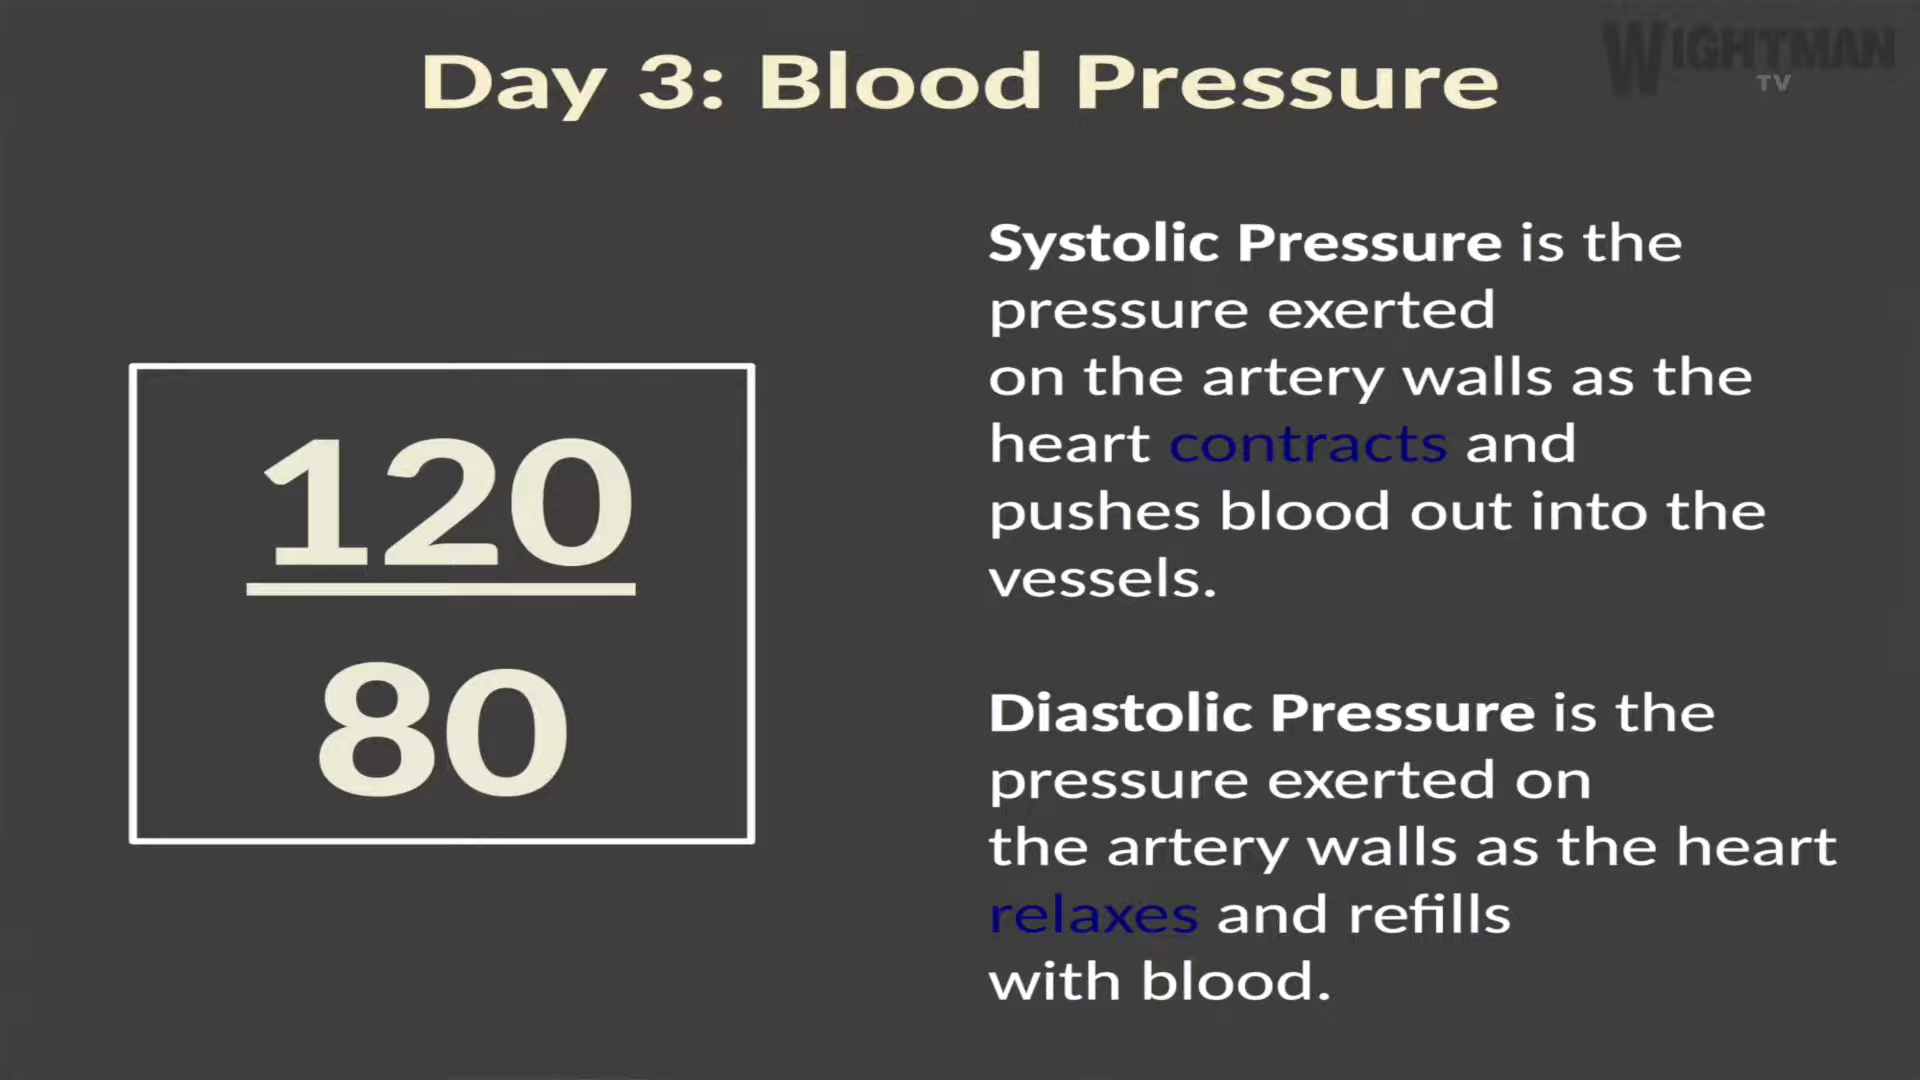 WIGHTMAN
TV
Day 3: Blood Pressure
120
80
Systolic Pressure is the
pressure exerted
on the artery walls as the
heart contracts and
pushes blood out into the
vessels.
Diastolic Pressure is the
pressure exerted on
the artery walls as the heart
relaxes and refills
with blood.